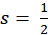 s = 1/2